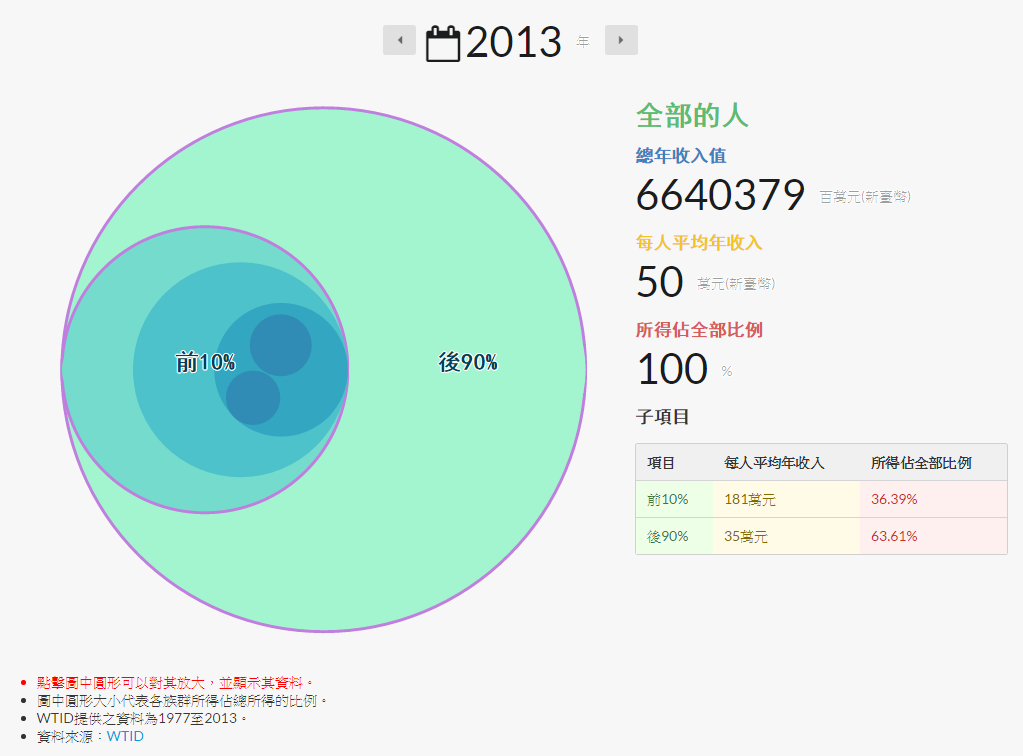 2013 年
全部的人
總年收入值
6640379 百萬元(新臺幣)
每人平均年收入
50 萬元(新臺幣)
所得佔全部比例
100 %
子項目
項目 每人平均年收入 所得佔全部比例
前10% 181萬元 36.39%
後90% 35萬元 63.61%
前10%
後90%
點擊圖中圓形可以對其放大，並顯示其資料。
圖中圓形大小代表各族群所得佔總所得的比例。
WTID提供之資料為1977至2013。
資料來源：WTID